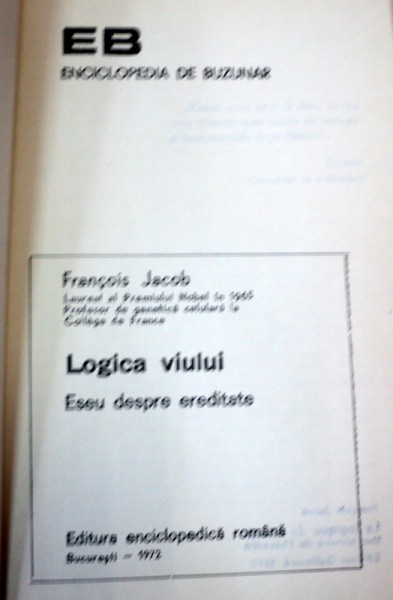 EB
ENCICLOPEDIA DE BUZUNAR
François Jacob
Laureat al Premiului Nobel în 1965
Profesor de genetică celulară la
Collège de France
Logica viului
Eseu despre ereditate
Editura enciclopedică română
București — 1972